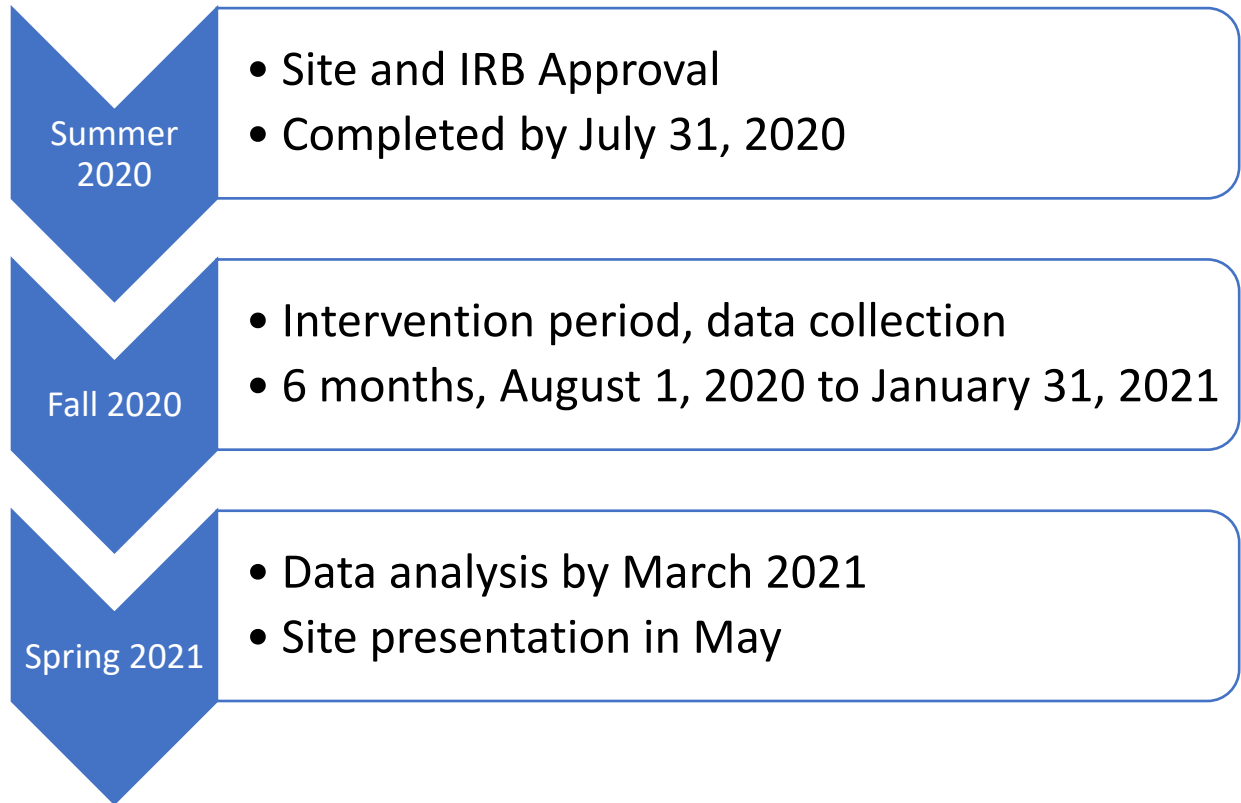 Summer
2020
• Site and IRB Approval
• Completed by July 31, 2020
Fall 2020
• Intervention period, data collection
• 6 months, August 1, 2020 to January 31, 2021
Spring 2021
• Data analysis by March 2021
• Site presentation in May